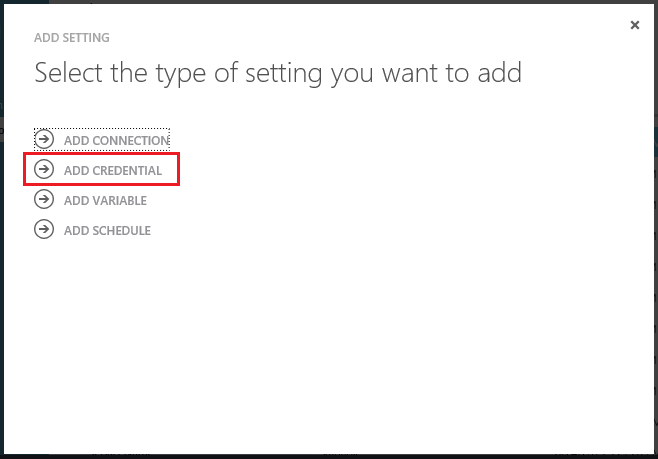 ADD SETTING
Select the type of setting you want to add
ADD CONNECTION
ADD CREDENTIAL
ADD VARIABLE
ADD SCHEDULE